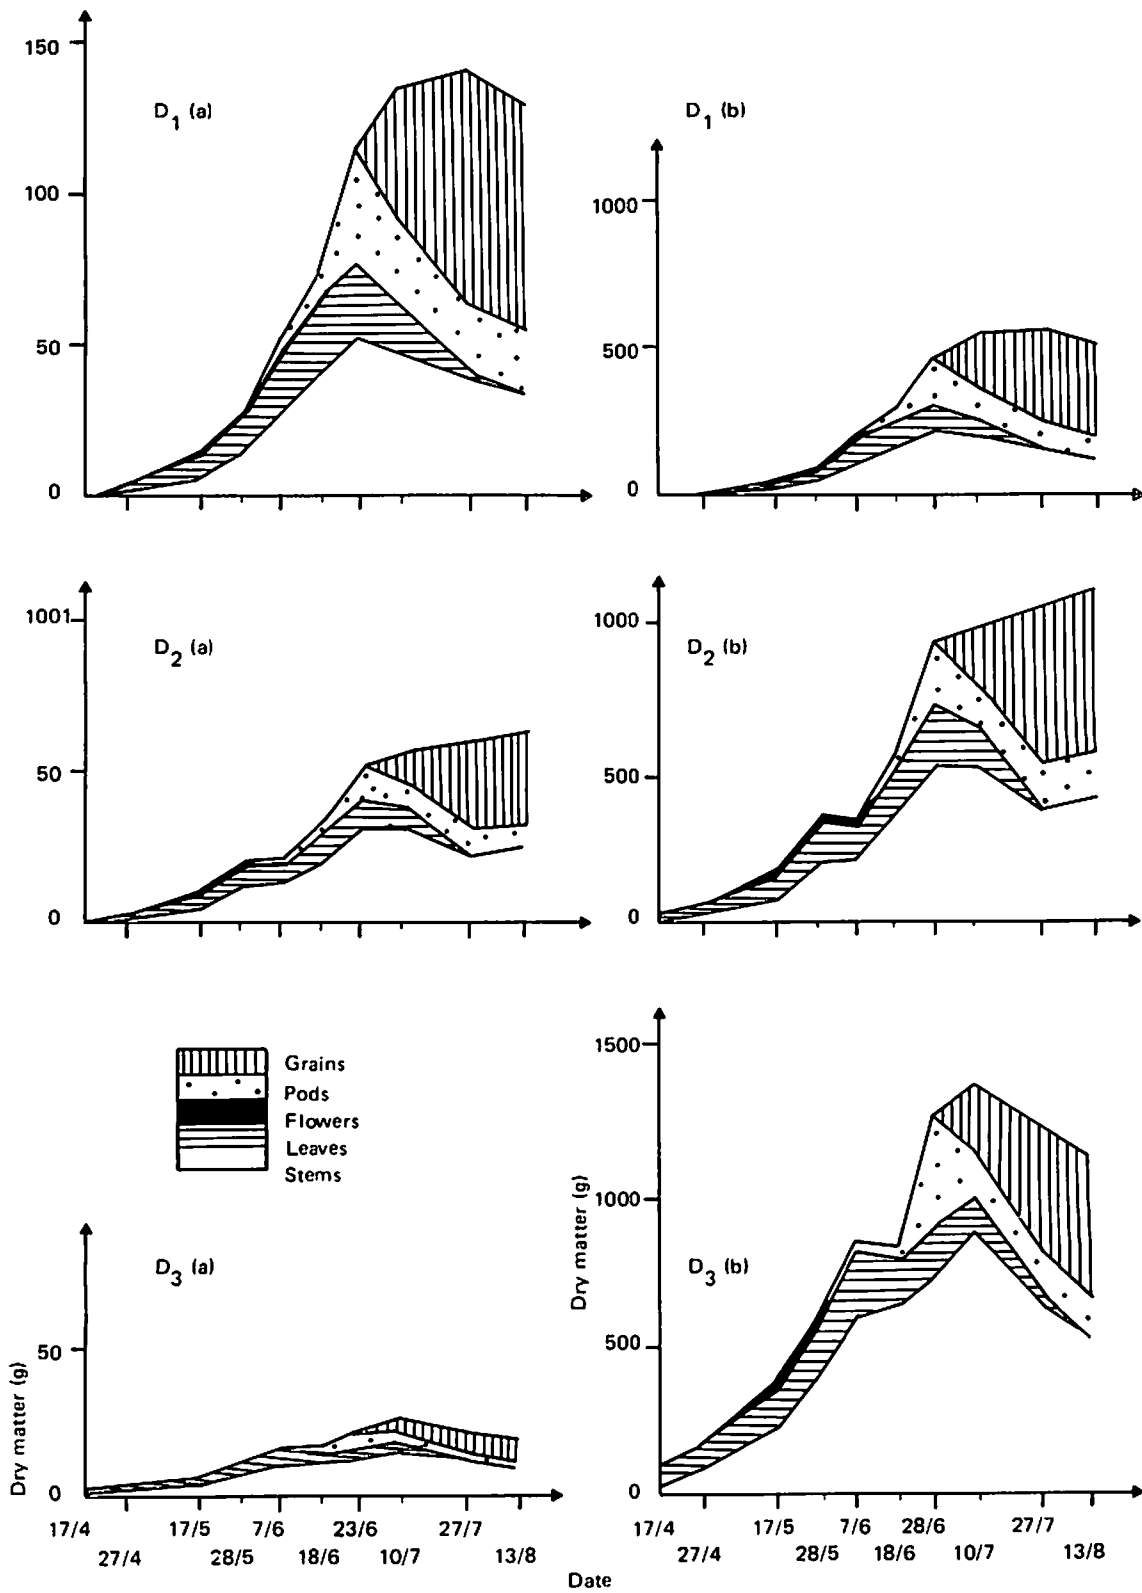 150
100
50
0
D1 (a)
D1 (b)
1000
500
0
1001
50
0
D2 (a)
D2 (b)
1000
500
0
Grains
Pods
Flowers
Leaves
Stems
D3 (a)
50
0
Dry matter (g)
D3 (b)
1500
1000
500
0
Dry matter (g)
17/4 17/5 7/6 23/6 27/7
27/4 28/5 18/6 10/7 13/8
17/4 17/5 7/6 28/6 27/7
27/4 28/5 18/6 10/7 13/8
Date